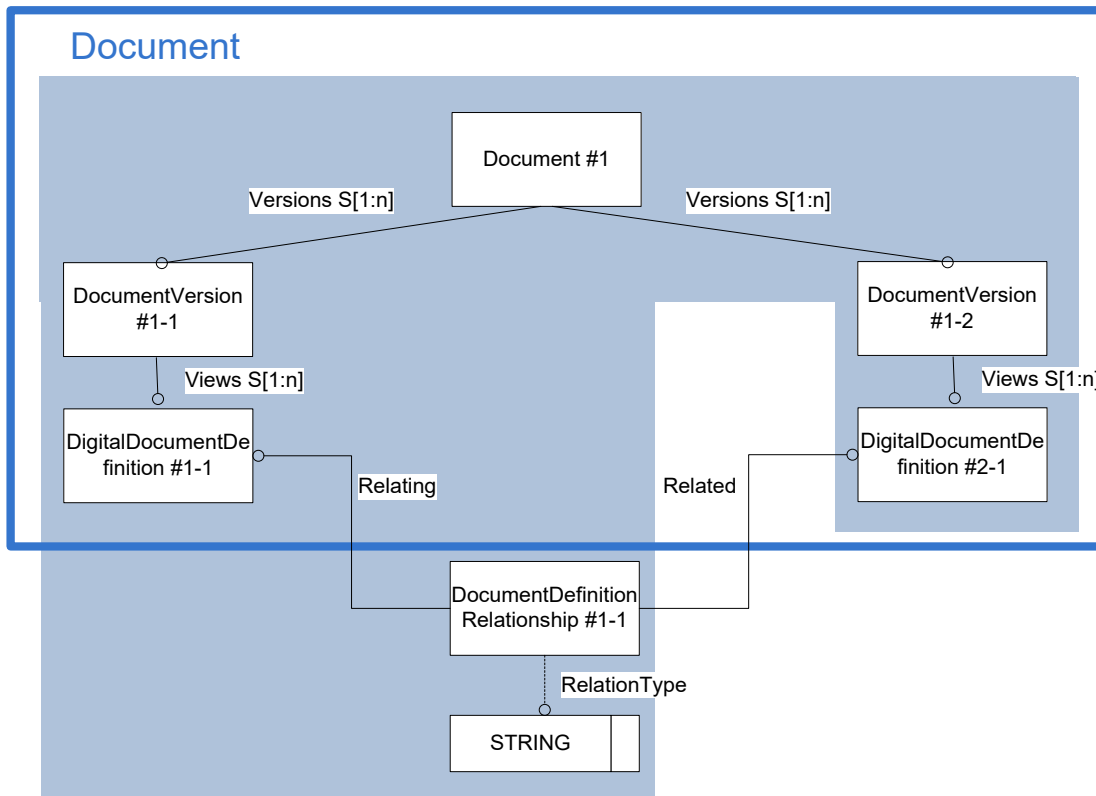 Document
Document #1
Versions S[1:n]
Versions S[1:n]
DocumentVersion
#1-1
DocumentVersion
#1-2
Views S[1:n]
Views S[1:n]
DigitalDocumentDe
finition #1-1
DigitalDocumentDe
finition #2-1
Relating
Related
DocumentDefinition
Relationship #1-1
RelationType
STRING